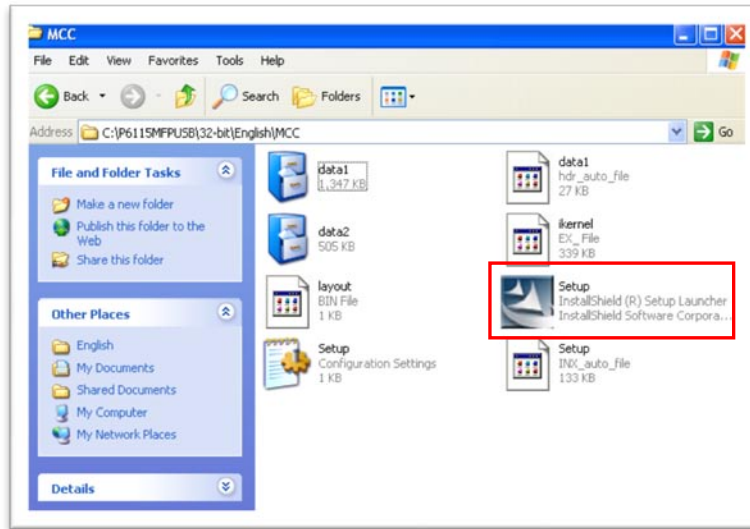 MCC
File Edit View Favorites Tools Help
Back Search Folders
Address C:\P6115MFPUSB\32-bit\English\MCC Go
File and Folder Tasks
Make a new folder
Publish this folder to the
Web
Share this folder
Other Places
English
My Documents
Shared Documents
My Computer
My Network Places
Details
data1
1,347 KB
data1
hdr_auto_file
27 KB
data2
505 KB
ikernel
EX_ File
339 KB
layout
BIN File
1 KB
Setup
InstallShield (R) Setup Launcher
InstallShield Software Corpora...
Setup
Configuration Settings
1 KB
Setup
INX_auto_file
133 KB